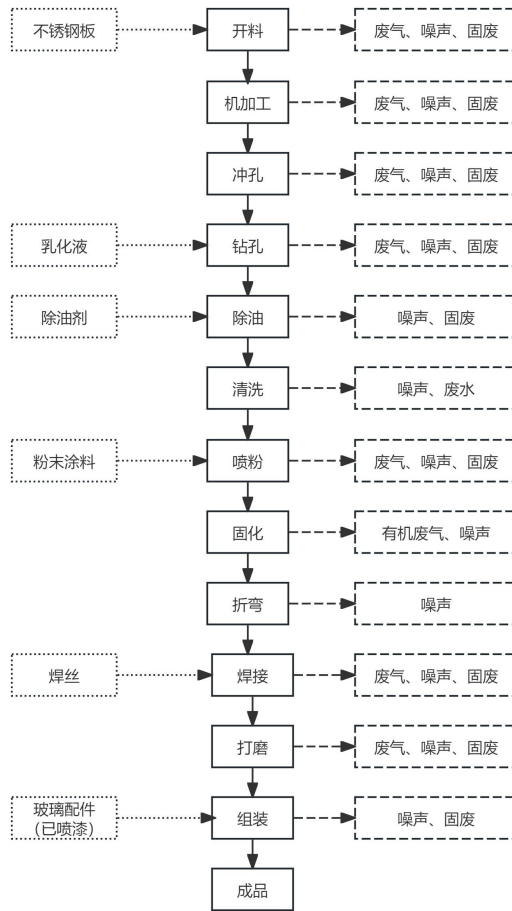 不锈钢板
开料
废气、噪声、固废
机加工
废气、噪声、固废
冲孔
废气、噪声、固废
乳化液
钻孔
废气、噪声、固废
除油剂
除油
噪声、固废
清洗
噪声、废水
粉末涂料
喷粉
废气、噪声、固废
固化
有机废气、噪声
折弯
噪声
焊丝
焊接
废气、噪声、固废
打磨
废气、噪声、固废
玻璃配件
（已喷漆）
组装
噪声、固废
成品